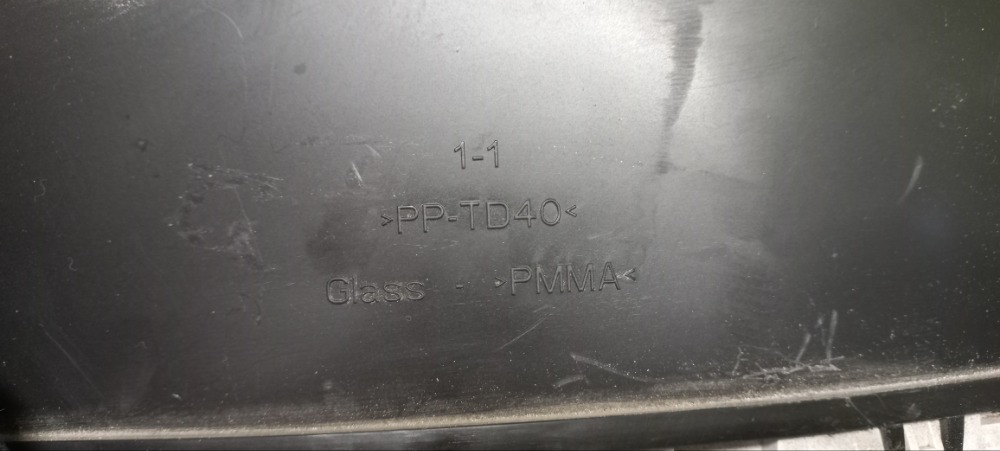 1-1
>PP-TD40<
Glass - >PMMA<